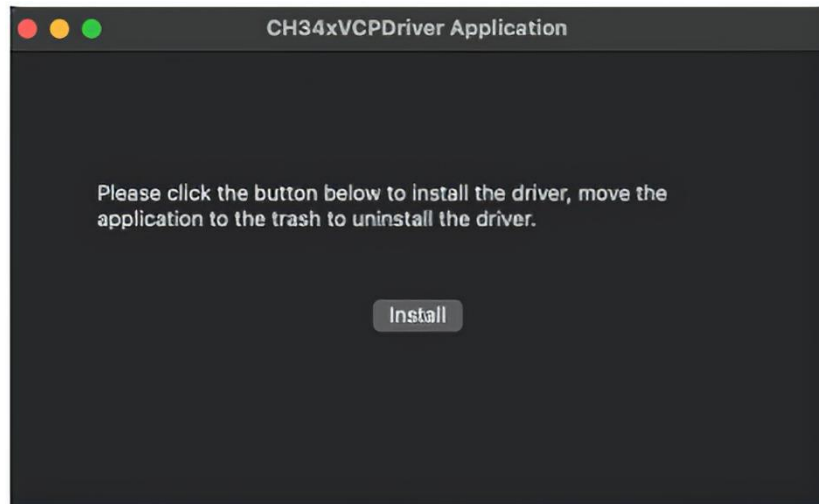 CH34xVCPDriver Application
Please click the button below to install the driver, move the
application to the trash to uninstall the driver.
Install